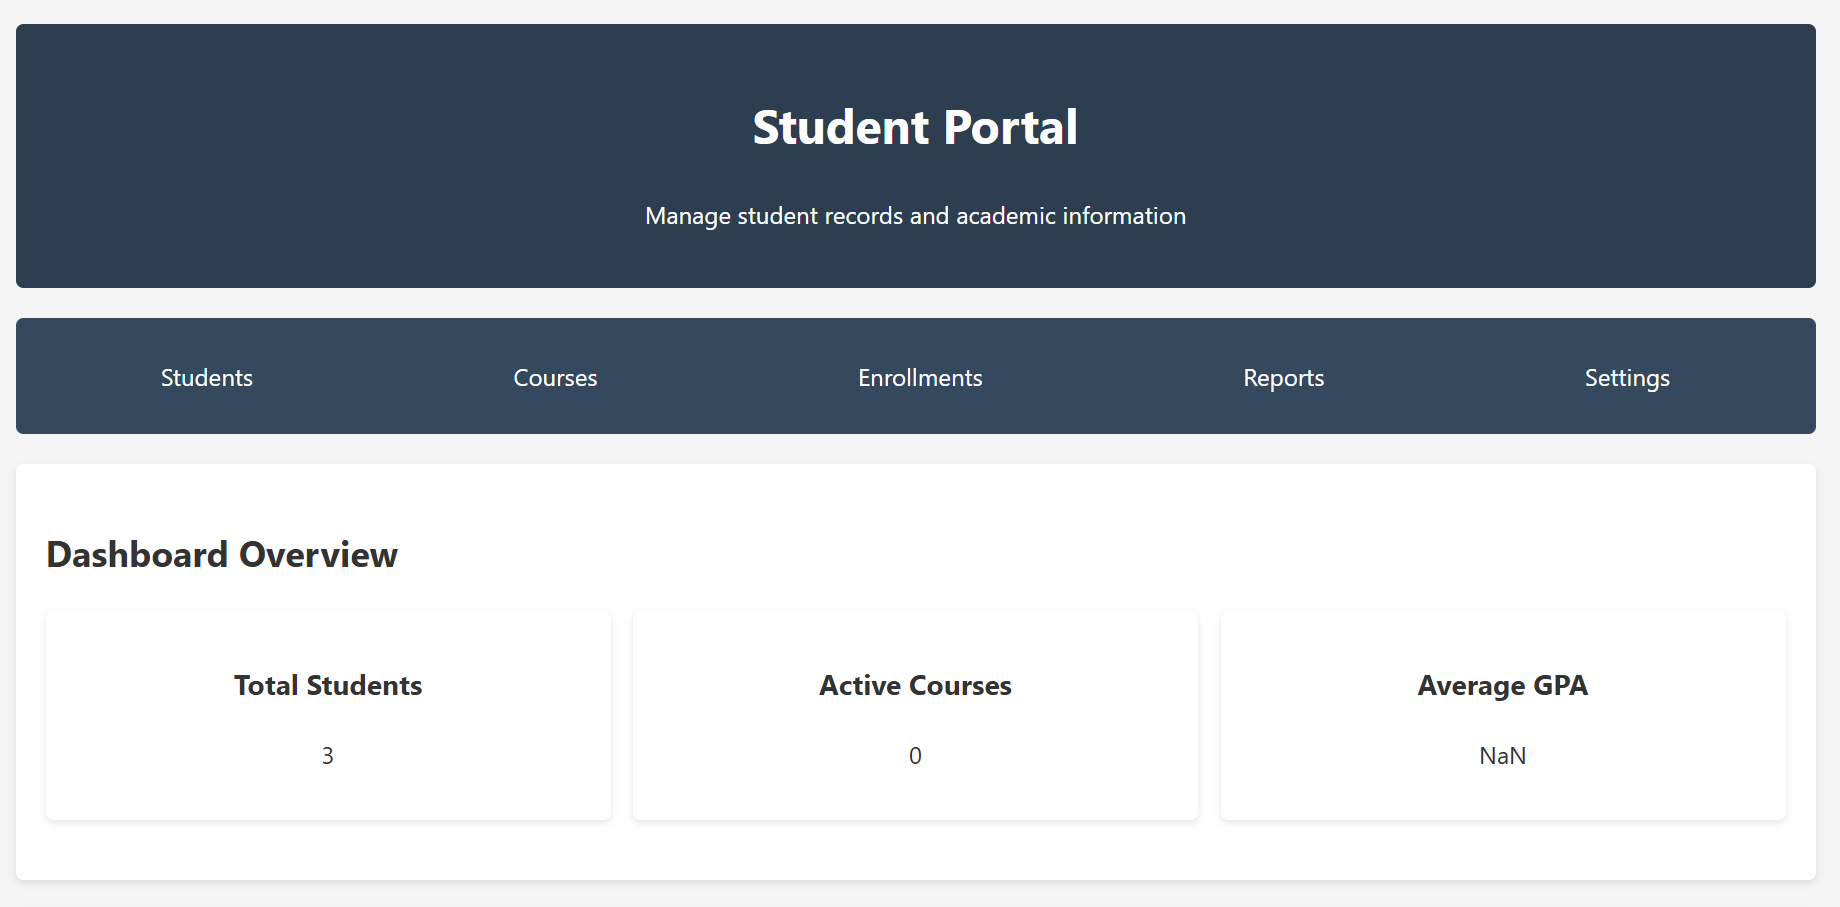 Student Portal
Manage student records and academic information
Students Courses Enrollments Reports Settings
Dashboard Overview
Total Students
3
Active Courses
0
Average GPA
NaN